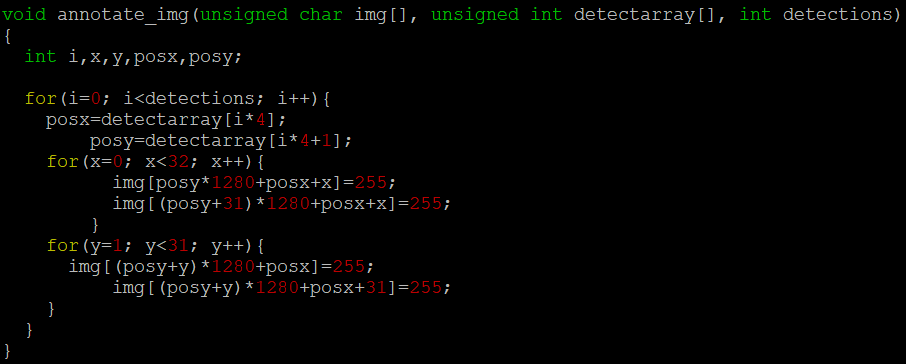 void annotate_img(unsigned char img[], unsigned int detectarray[], int detections)
{
  int i,x,y,posx,posy;

  for(i=0; i<detections; i++){
    posx=detectarray[i*4];
        posy=detectarray[i*4+1];
    for(x=0; x<32; x++){
          img[posy*1280+posx+x]=255;
          img[(posy+31)*1280+posx+x]=255;
        }
    for(y=1; y<31; y++){
      img[(posy+y)*1280+posx]=255;
          img[(posy+y)*1280+posx+31]=255;
    }
  }
}